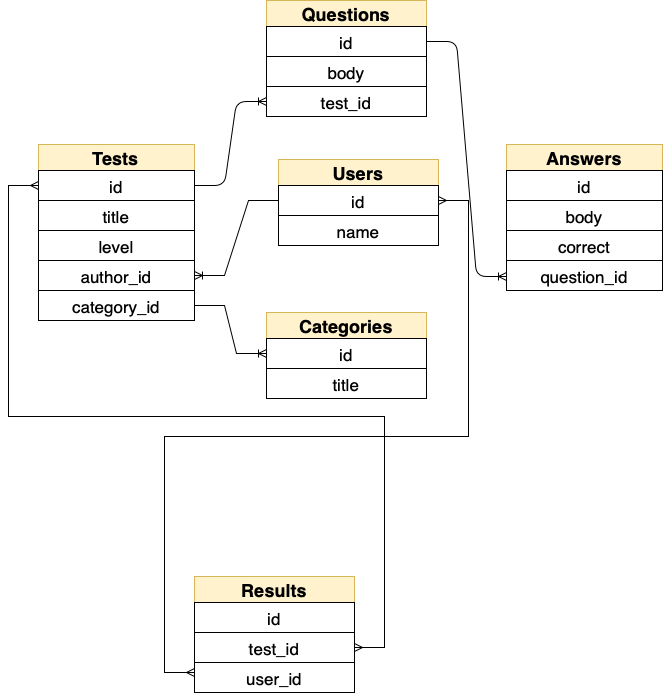 Questions
id
body
test_id
Tests
id
title
level
author_id
category_id
Users
id
name
Answers
id
body
correct
question_id
Categories
id
title
Results
id
test_id
user_id